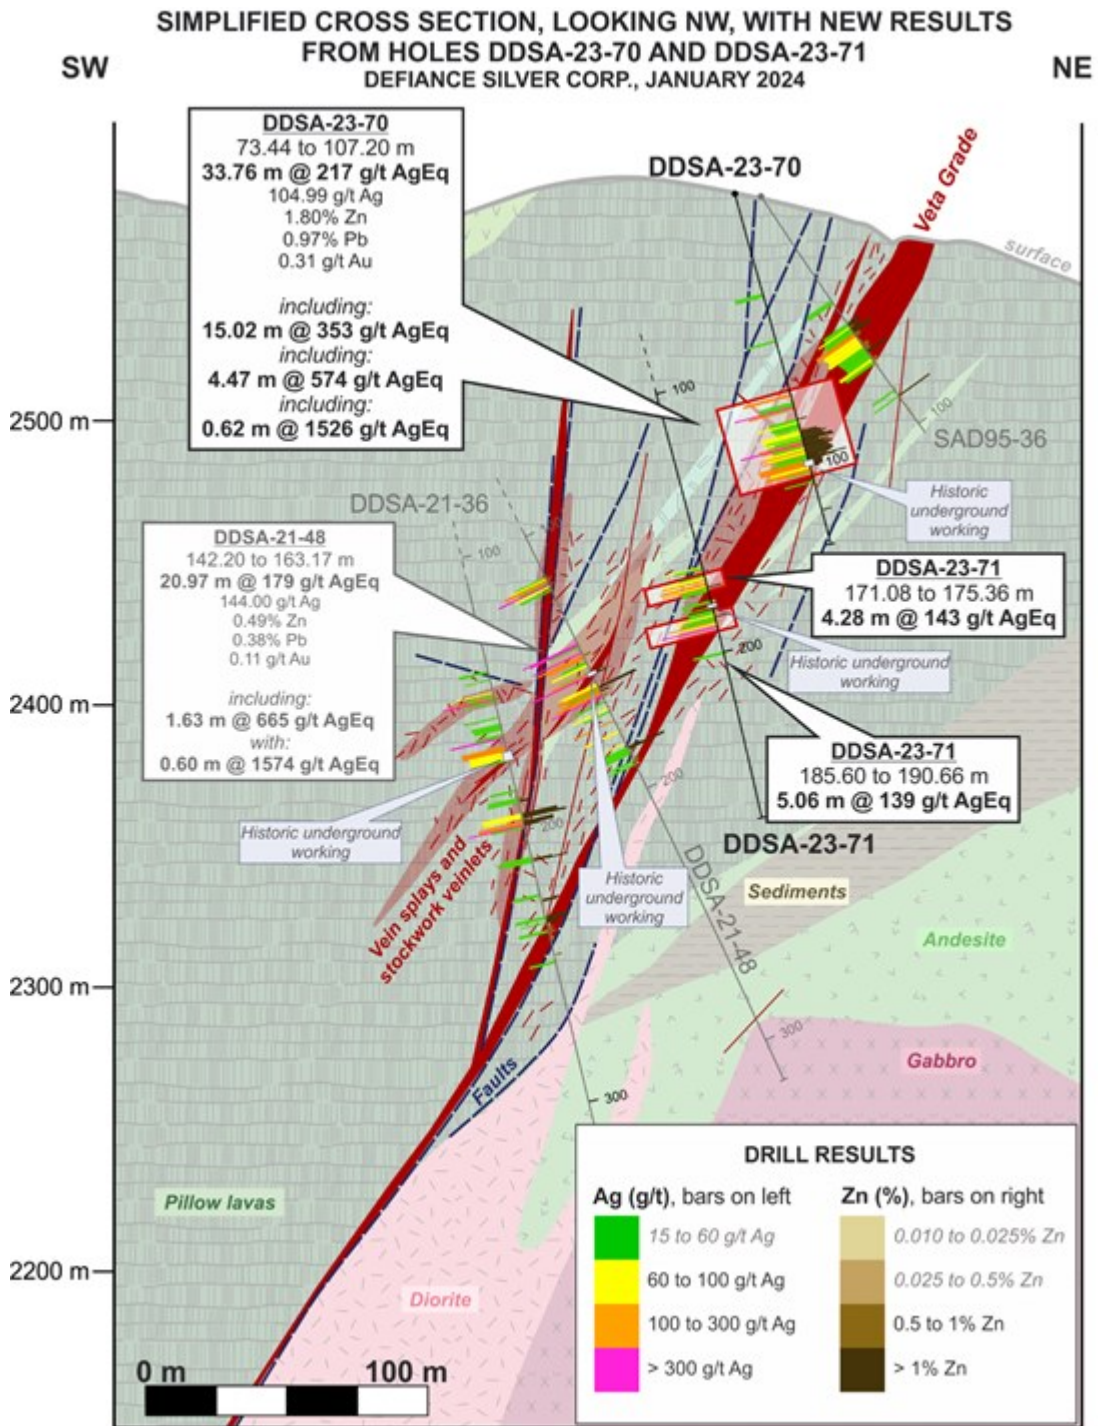 SIMPLIFIED CROSS SECTION, LOOKING NW, WITH NEW RESULTS
FROM HOLES DDSA-23-70 AND DDSA-23-71
DEFIANCE SILVER CORP., JANUARY 2024
SW
NE
DDSA-23-70
73.44 to 107.20 m
33.76 m @ 217 g/t AgEq
104.99 g/t Ag
1.80% Zn
0.97% Pb
0.31 g/t Au
including:
15.02 m @ 353 g/t AgEq
including:
4.47 m @ 574 g/t AgEq
including:
0.62 m @ 1526 g/t AgEq
DDSA-23-70
Veta Grade
surface
100
100
100
SAD95-36
2500 m
Historic
underground
working
DDSA-21-36
100
100
DDSA-21-48
142.20 to 163.17 m
20.97 m @ 179 g/t AgEq
144.00 g/t Ag
0.49% Zn
0.38% Pb
0.11 g/t Au
including:
1.63 m @ 665 g/t AgEq
with:
0.60 m @ 1574 g/t AgEq
DDSA-23-71
171.08 to 175.36 m
4.28 m @ 143 g/t AgEq
200
Historic underground
working
2400 m
DDSA-23-71
185.60 to 190.66 m
5.06 m @ 139 g/t AgEq
200
Historic underground
working
200
DDSA-23-71
Vein splays and
stockwork veinlets
Historic
underground
working
DDSA-21-48
Sediments
Andesite
2300 m
300
Gabbro
Faults
300
Pillow lavas
2200 m
Diorite
0 m
100 m
DRILL RESULTS
Ag (g/t), bars on left
Zn (%), bars on right
15 to 60 g/t Ag
0.010 to 0.025% Zn
60 to 100 g/t Ag
0.025 to 0.5% Zn
100 to 300 g/t Ag
0.5 to 1% Zn
> 300 g/t Ag
> 1% Zn